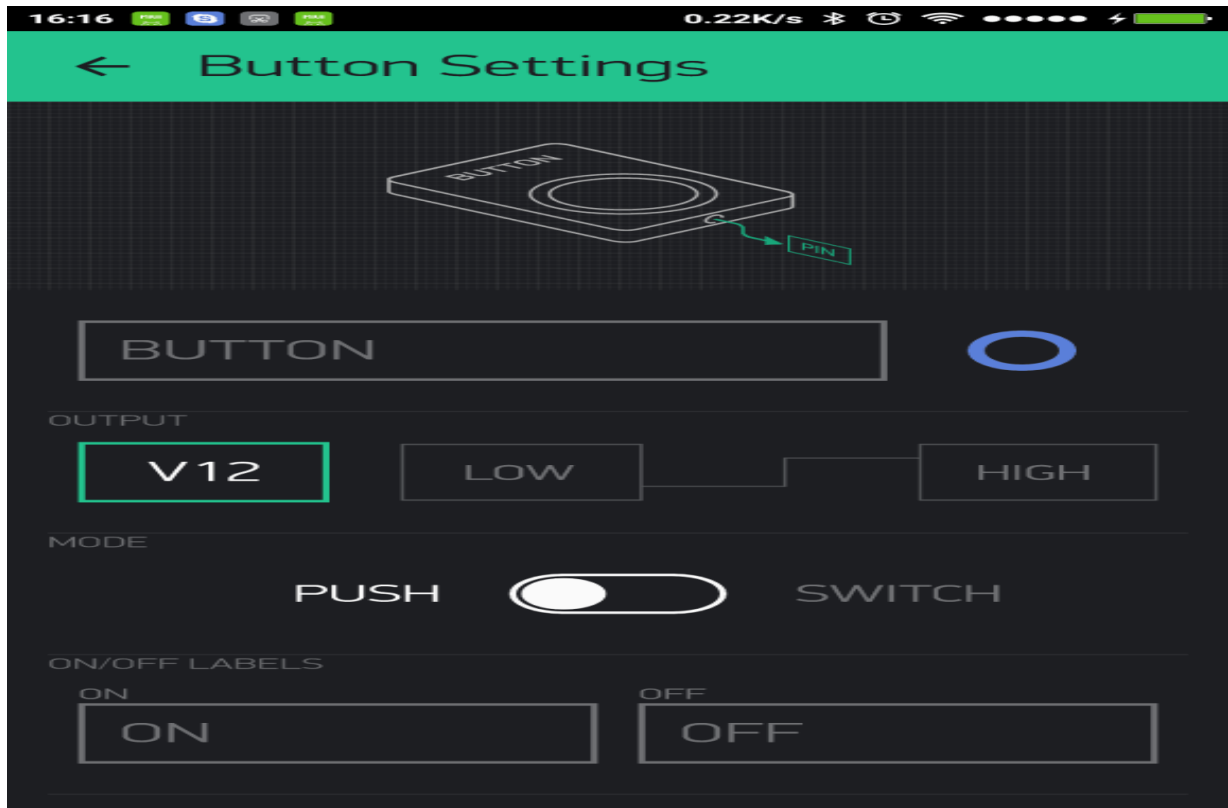 16:16 0.22K/s
Button Settings
BUTTON
PIN
BUTTON
OUTPUT
V12 LOW HIGH
MODE
PUSH SWITCH
ON/OFF LABELS
ON OFF
ON OFF